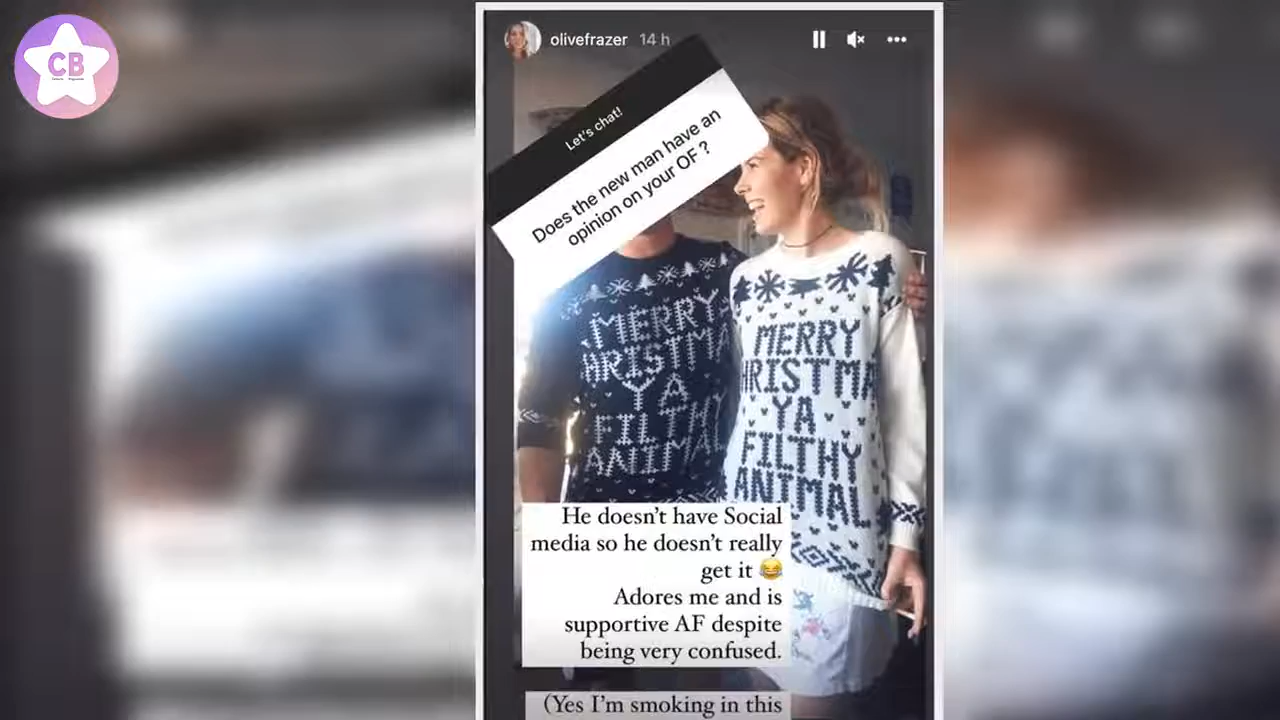 CB
olivefrazer 14 h
Let's chat!
Does the new man have an
opinion on your OF ?
MERRY
HRISTMA
YA
FILTHY
ANIMAL
MERRY
HRISTMA
YA
FILTHY
ANIMAL
He doesn't have Social
media so he doesn't really
get it 😂
Adores me and is
supportive AF despite
being very confused.
(Yes I'm smoking in this